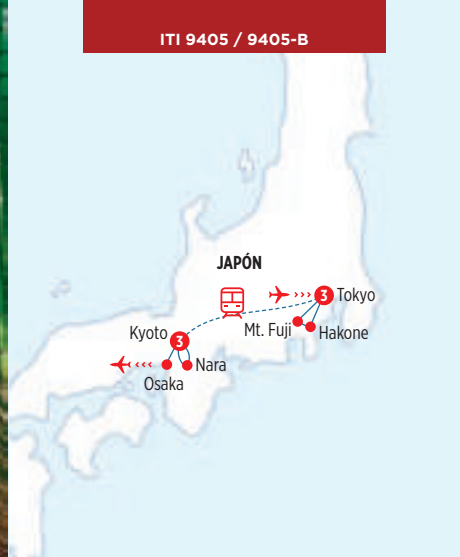 ITI 9405 / 9405-B
JAPÓN
3 Tokyo
Mt. Fuji
Hakone
Kyoto 3
Nara
Osaka